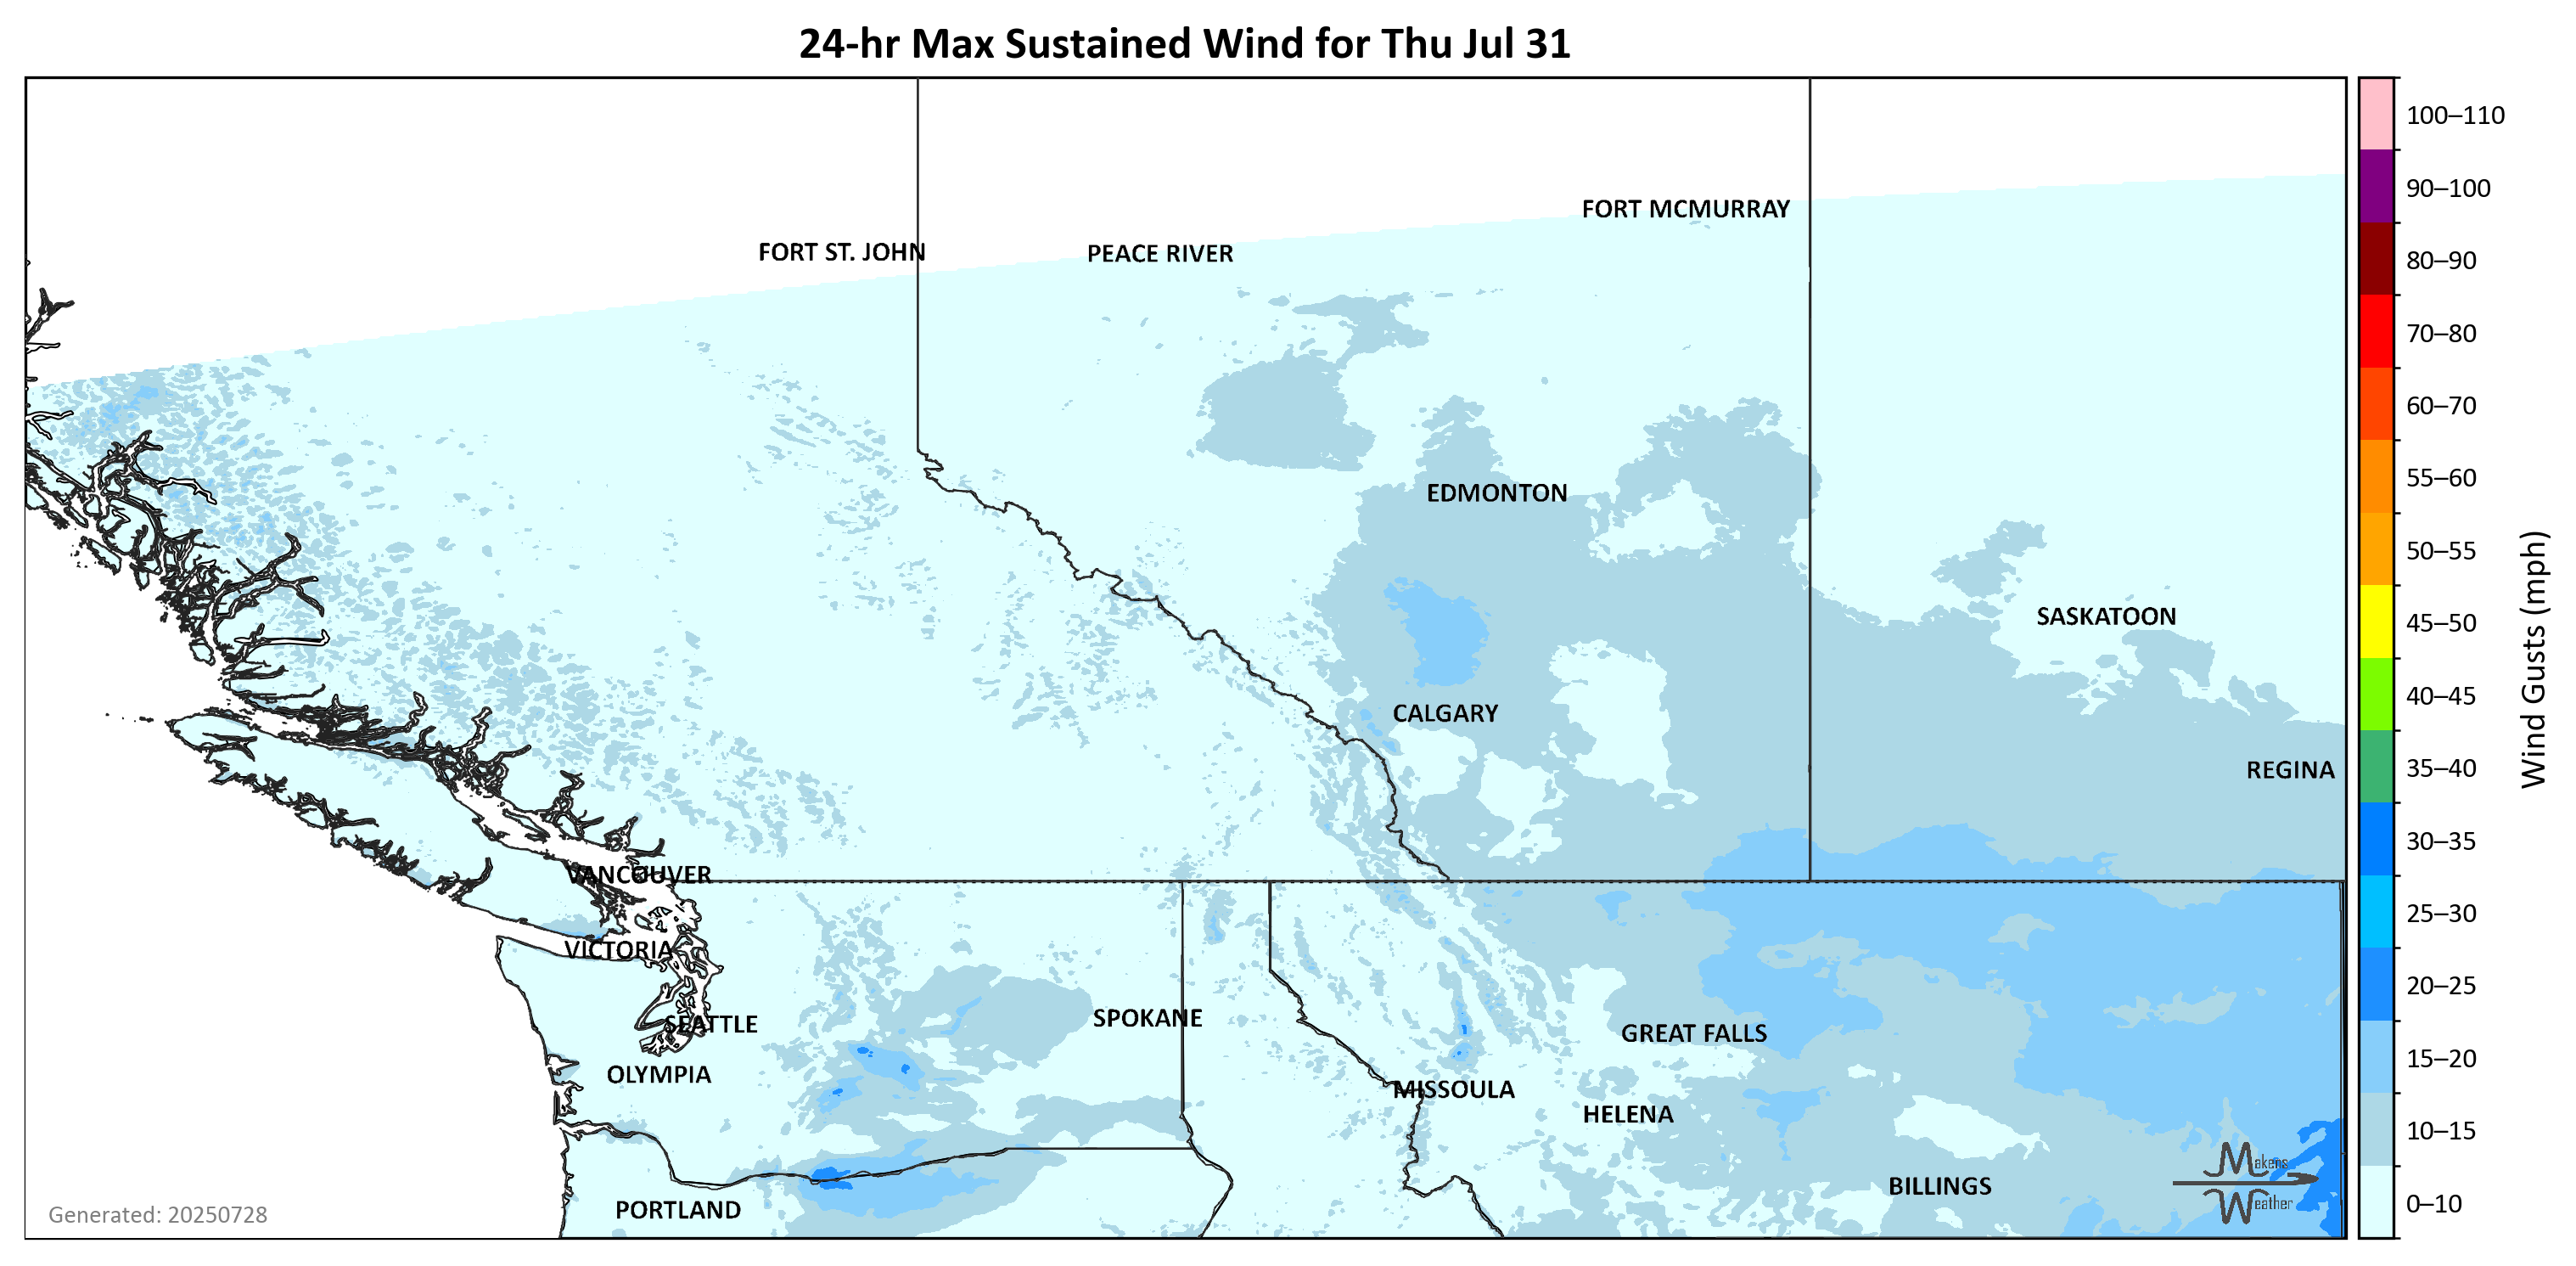 24-hr Max Sustained Wind for Thu Jul 31
FORT MCMURRAY
FORT ST. JOHN
PEACE RIVER
EDMONTON
SASKATOON
CALGARY
REGINA
VANCOUVER
VICTORIA
SEATTLE
SPOKANE
GREAT FALLS
OLYMPIA
MISSOULA
HELENA
BILLINGS
PORTLAND
Makers
Weather
Generated: 20250728
100–110
90–100
80–90
70–80
60–70
55–60
50–55
45–50
40–45
35–40
30–35
25–30
20–25
15–20
10–15
0–10
Wind Gusts (mph)